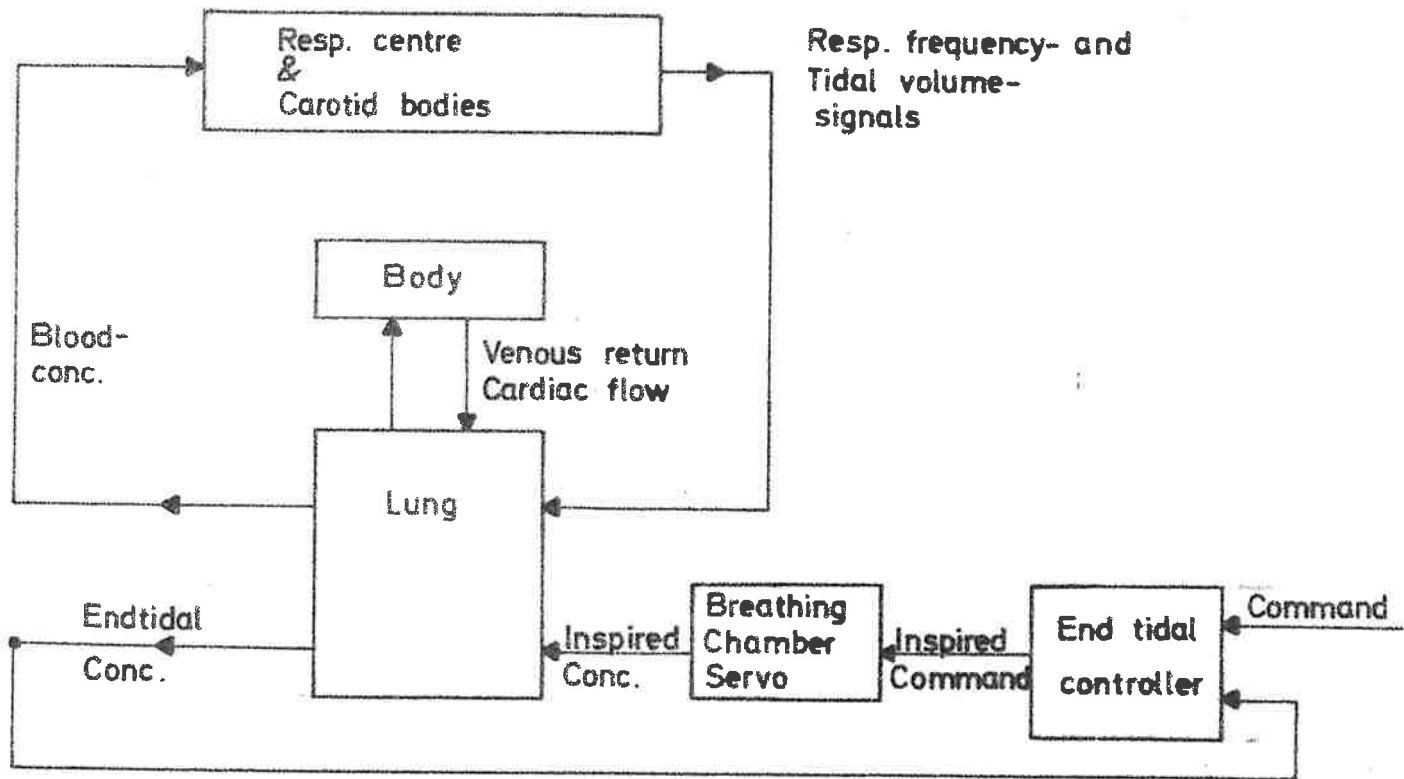 Resp. centre
&
Carotid bodies
Resp. frequency- and
Tidal volume-
signals
Body
Blood-
conc.
Venous return
Cardiac flow
Lung
Endtidal
Conc.
Inspired
Conc.
Breathing
Chamber
Servo
Inspired
Command
End tidal
controller
Command